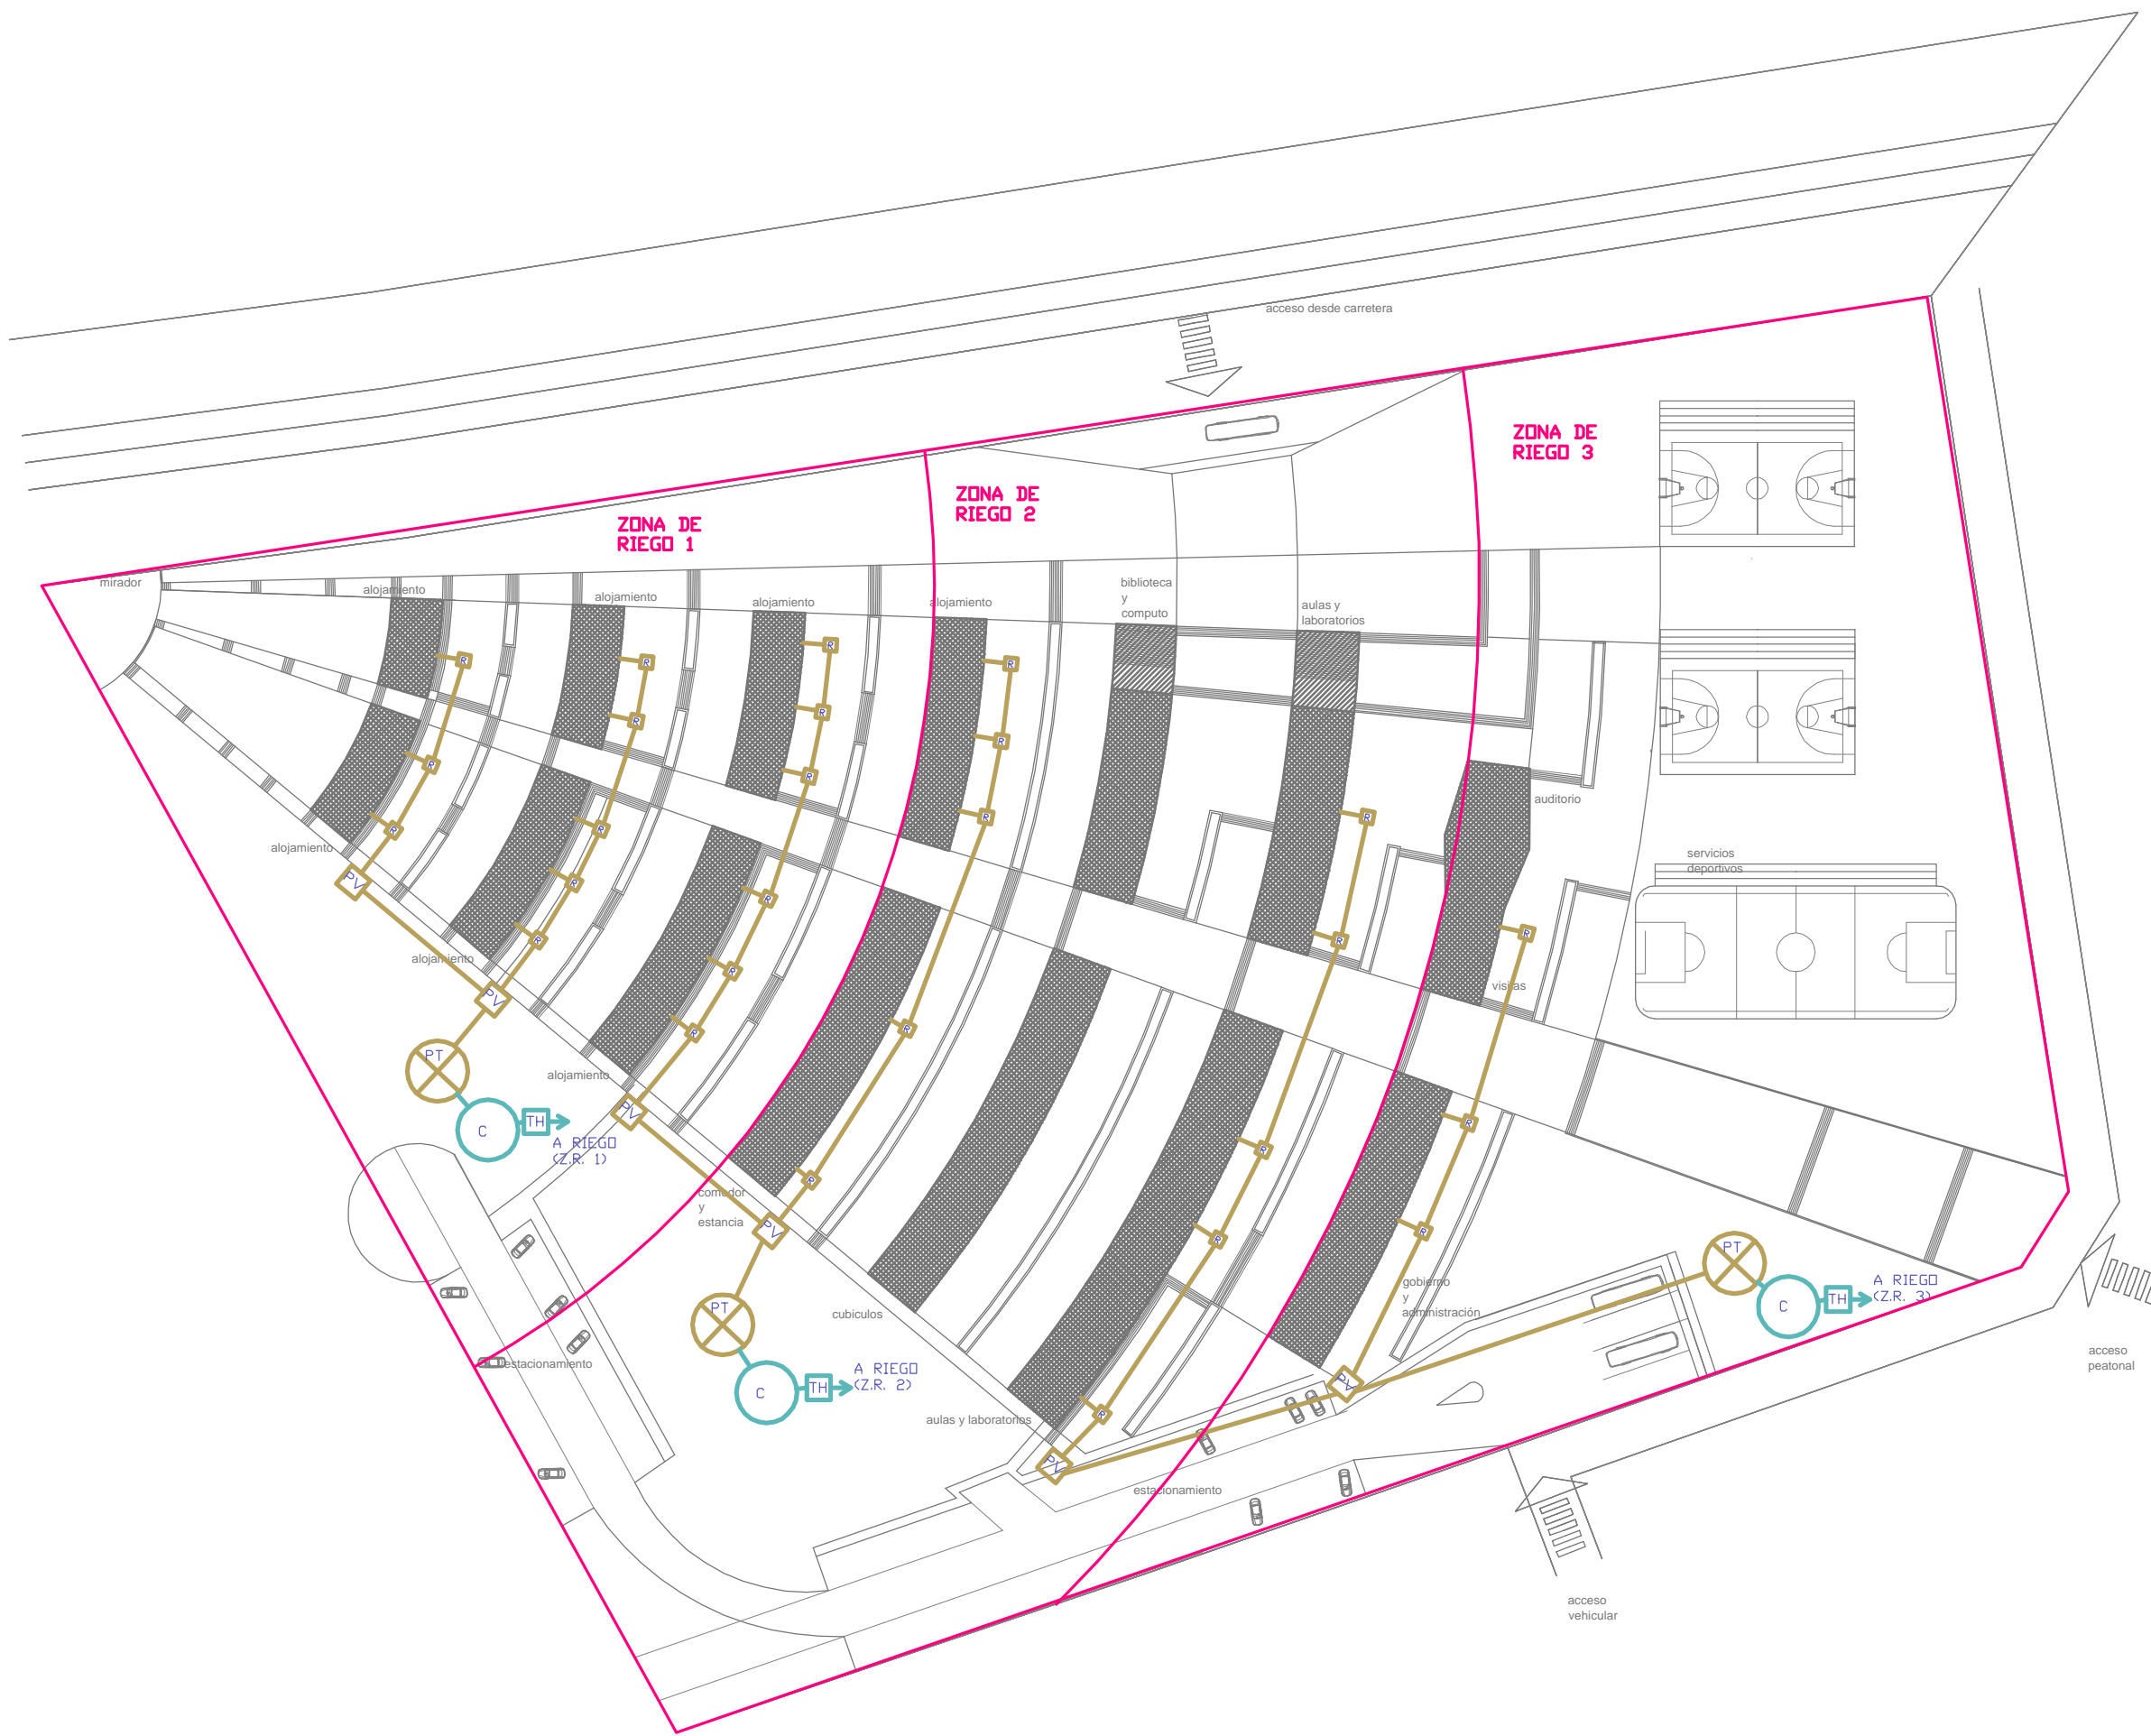 acceso desde carretera
ZONA DE
RIEGO 3
ZONA DE
RIEGO 2
ZONA DE
RIEGO 1
mirador
alojamiento
alojamiento
alojamiento
alojamiento
biblioteca
y
computo
aulas y
laboratorios
R
R
R
R
R
R
R
R
R
R
auditorio
R
R
R
R
R
alojamiento
servicios
deportivos
R
PV
R
R
R
R
alojamiento
R
visitas
PV
R
R
R
PT
alojamiento
PV
R
C
TH
A RIEGO
(Z.R. 1)
R
R
comedor
y
estancia
PV
R
R
PT
gobierno
y
administración
C
TH
A RIEGO
(Z.R. 3)
PT
cubiculos
estacionamiento
C
TH
A RIEGO
(Z.R. 2)
PV
acceso
peatonal
aulas y laboratorios
R
PV
estacionamiento
acceso
vehicular